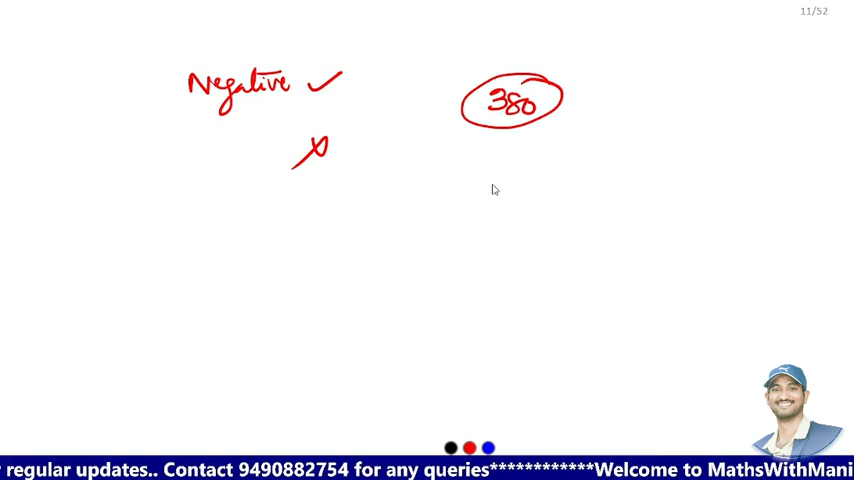 11/52
Negative ✓
380
r regular updates.. Contact 9490882754 for any queries************Welcome to MathsWithMani